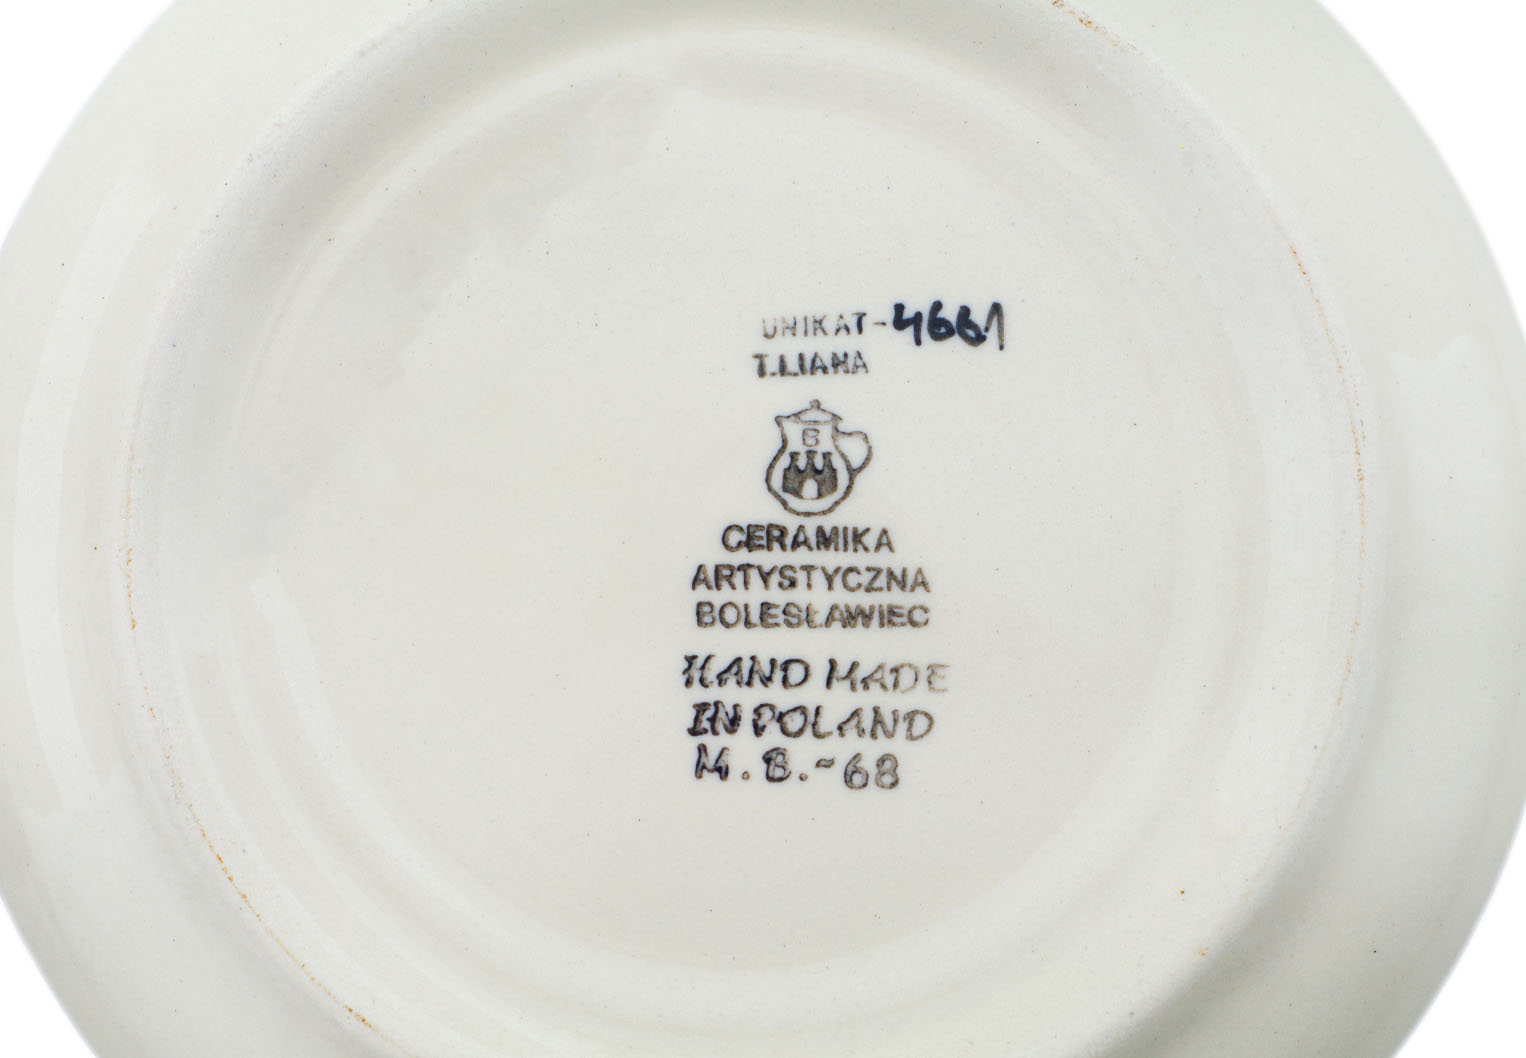 UNIKAT-4661
T.LIANA
B
CERAMIKA
ARTYSTYCZNA
BOLESŁAWIEC
HAND MADE
IN POLAND
M.B.-68